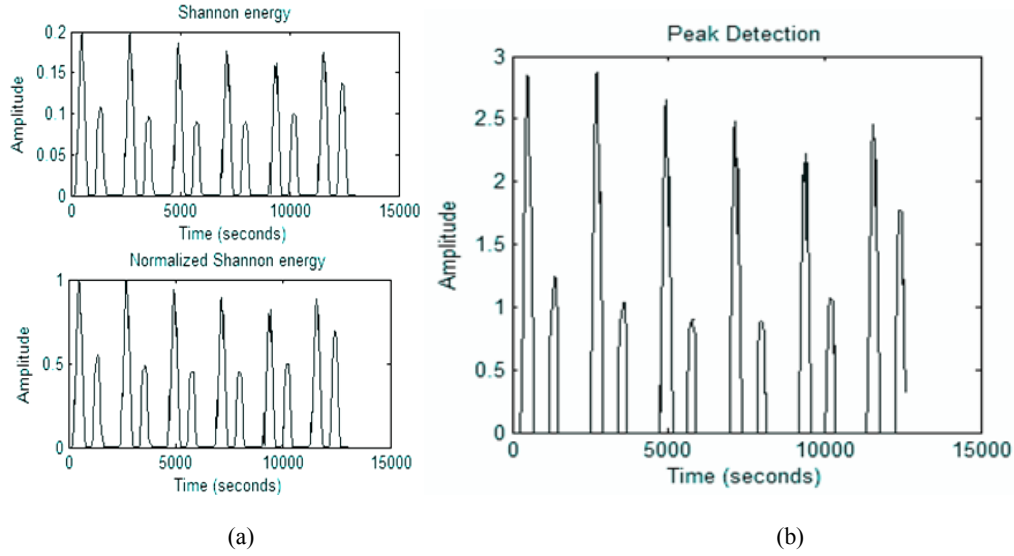 Shannon energy
0.2
0.15
0.1
0.05
0
Amplitude
0 5000 10000 15000
Time (seconds)
Normalized Shannon energy
1
0.5
0
Amplitude
0 5000 10000 15000
Time (seconds)
(a)
Peak Detection
3
2.5
2
1.5
1
0.5
0
Amplitude
0 5000 10000 15000
Time (seconds)
(b)